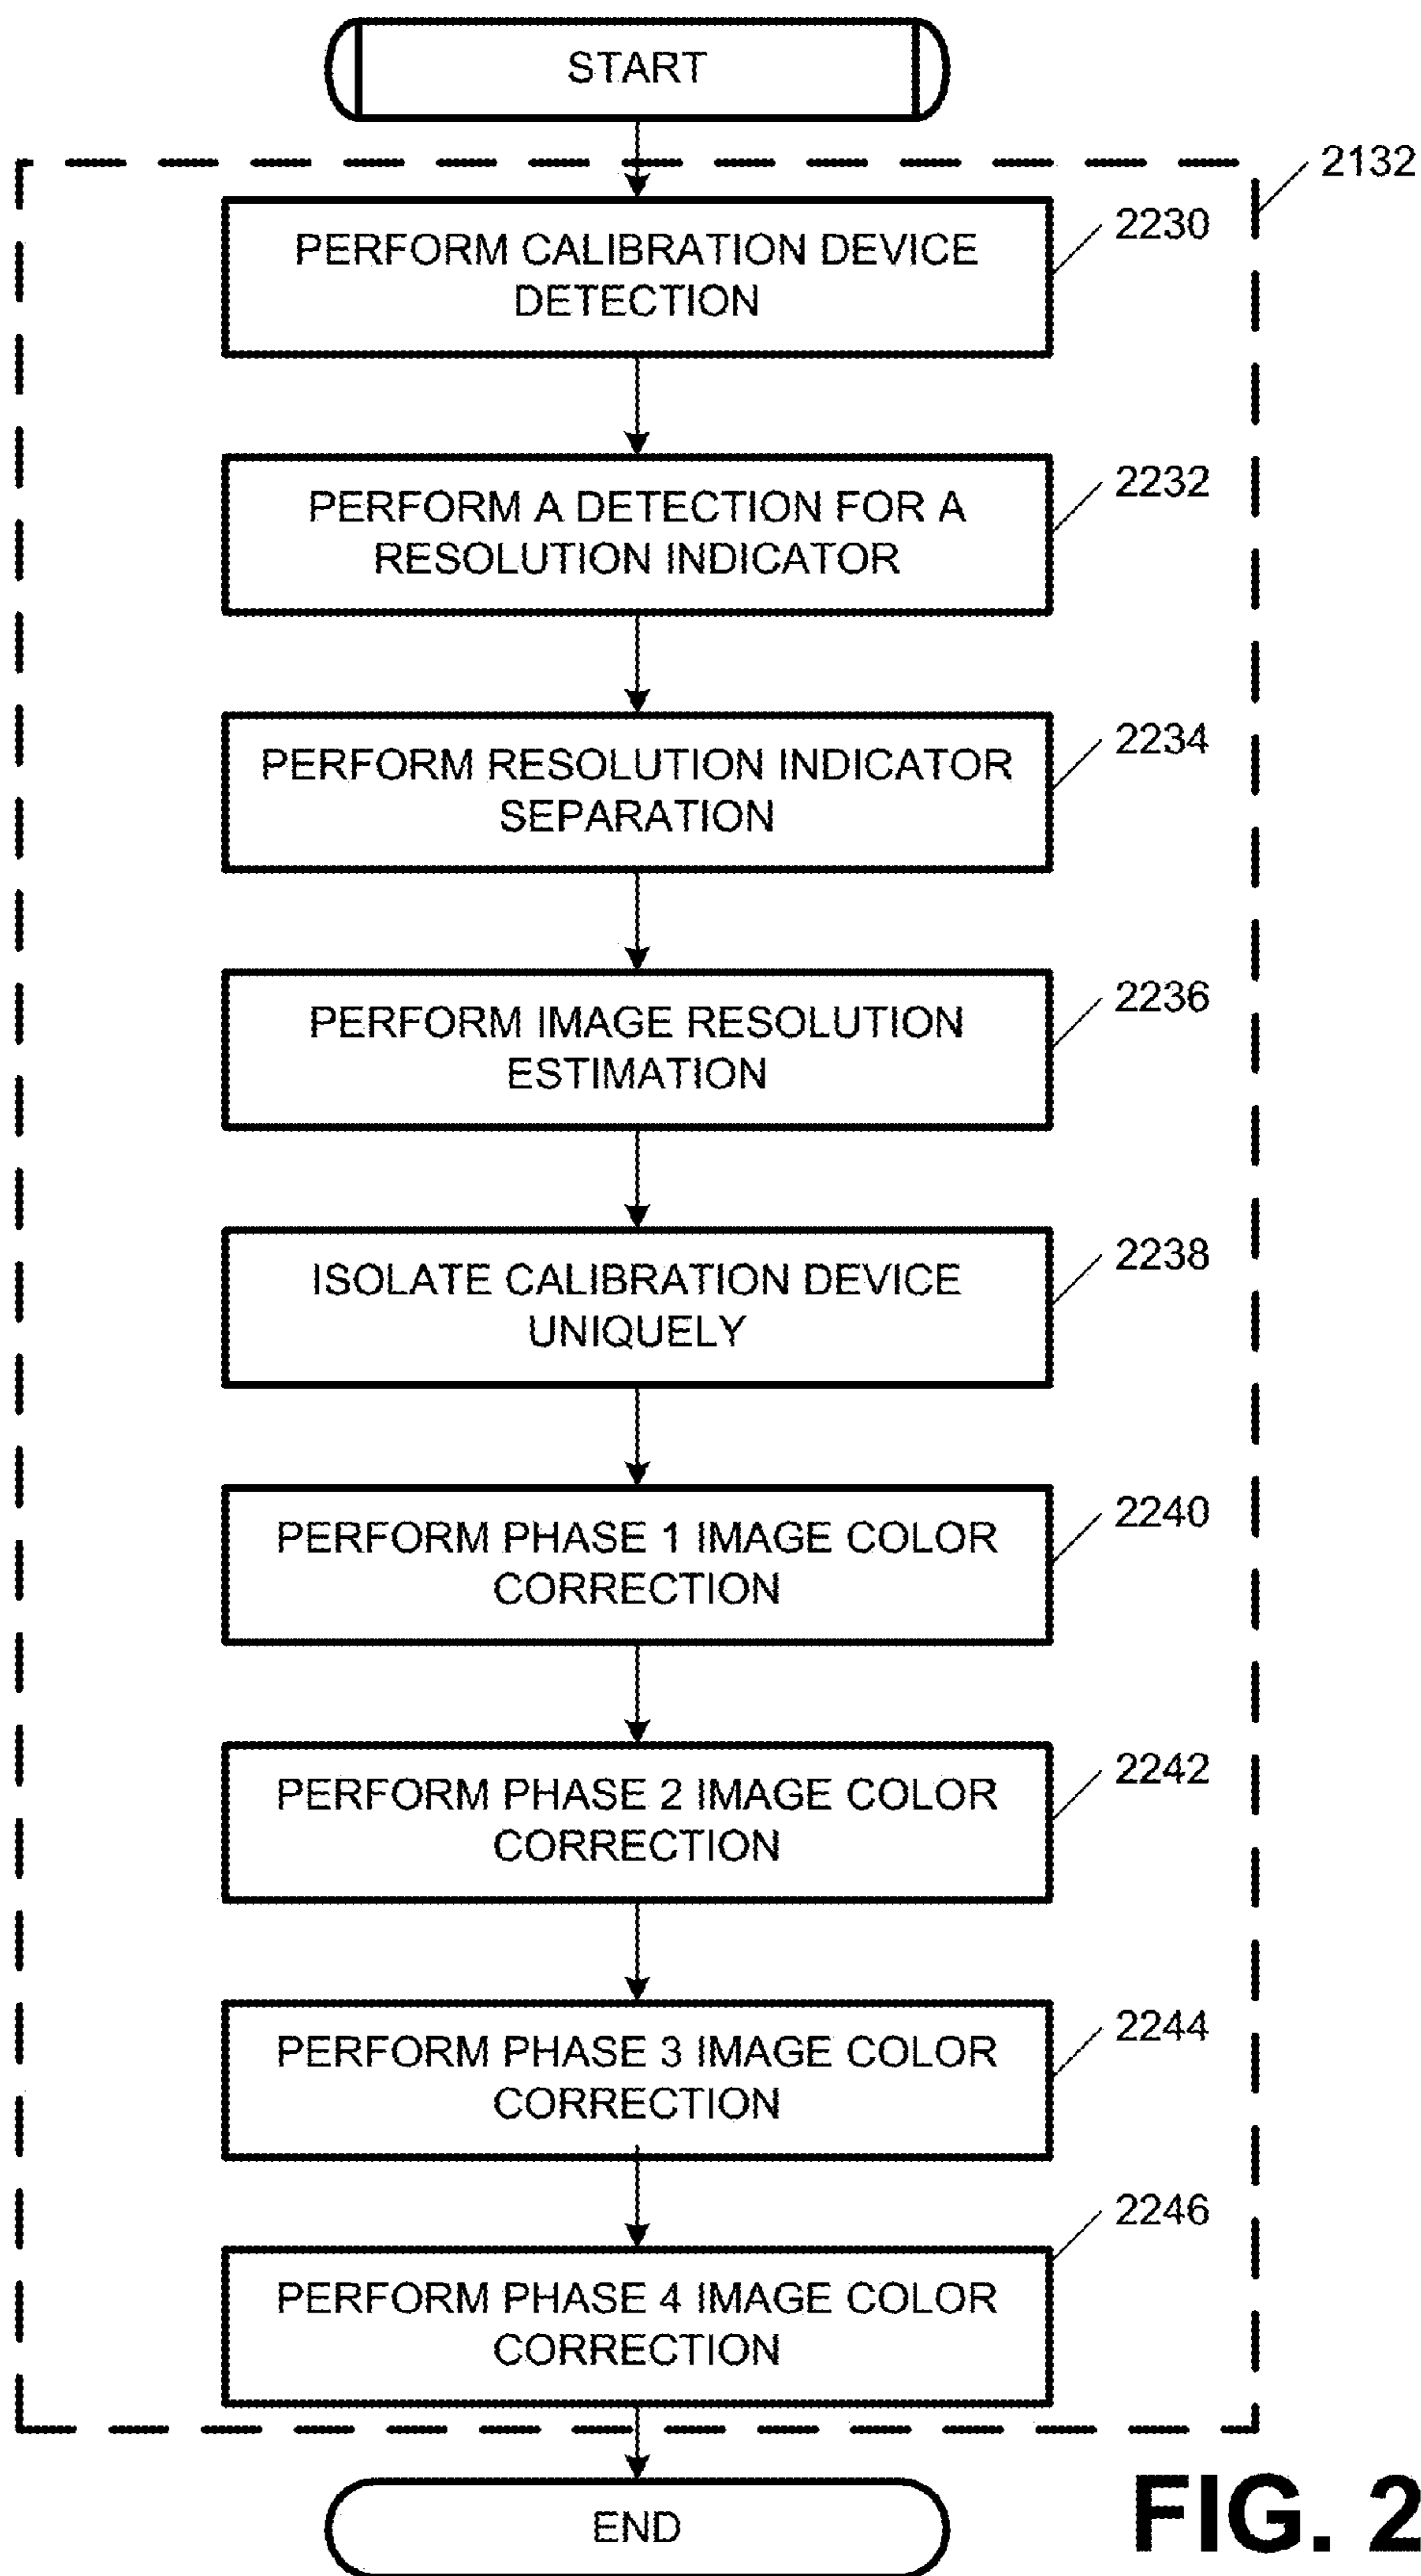 START
2132
PERFORM CALIBRATION DEVICE
DETECTION
2230
PERFORM A DETECTION FOR A
RESOLUTION INDICATOR
2232
PERFORM RESOLUTION INDICATOR
SEPARATION
2234
PERFORM IMAGE RESOLUTION
ESTIMATION
2236
ISOLATE CALIBRATION DEVICE
UNIQUELY
2238
PERFORM PHASE 1 IMAGE COLOR
CORRECTION
2240
PERFORM PHASE 2 IMAGE COLOR
CORRECTION
2242
PERFORM PHASE 3 IMAGE COLOR
CORRECTION
2244
PERFORM PHASE 4 IMAGE COLOR
CORRECTION
2246
END
FIG. 2